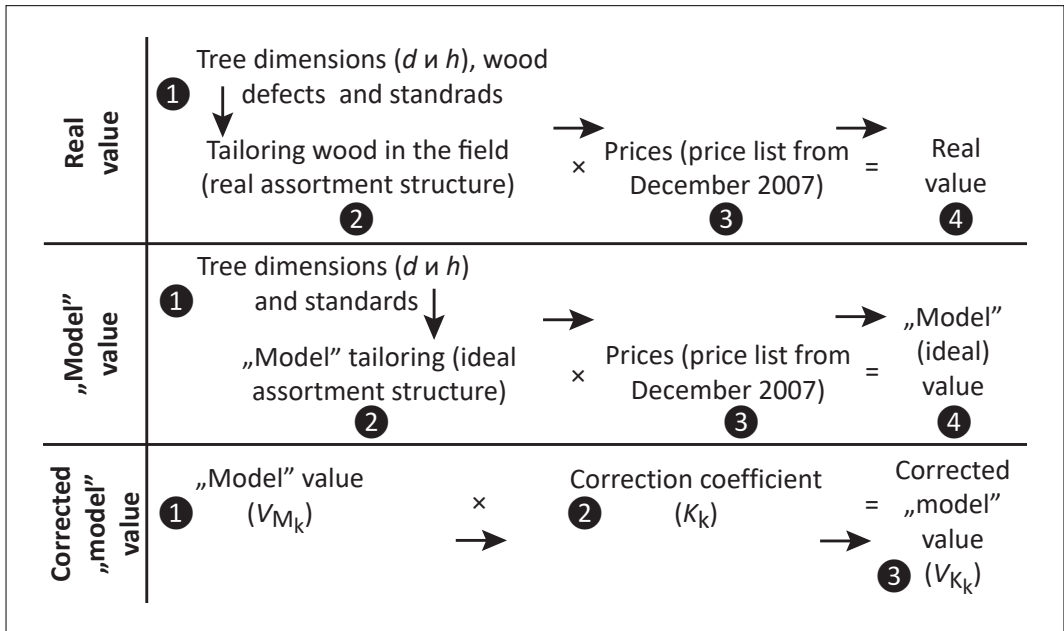 Real
value
Tree dimensions (d и h), wood
1 defects and standrads
Tailoring wood in the field
(real assortment structure)
2
×
Prices (price list from
December 2007)
3
=
Real
value
4
„Model”
value
Tree dimensions (d и h)
1 and standards
„Model” tailoring (ideal
assortment structure)
2
×
Prices (price list from
December 2007)
3
=
„Model”
(ideal)
value
4
Corrected
„model”
value
„Model” value
1 (VMk)
×
Correction coefficient
2 (Kk)
=
Corrected
„model”
value
3 (VKk)